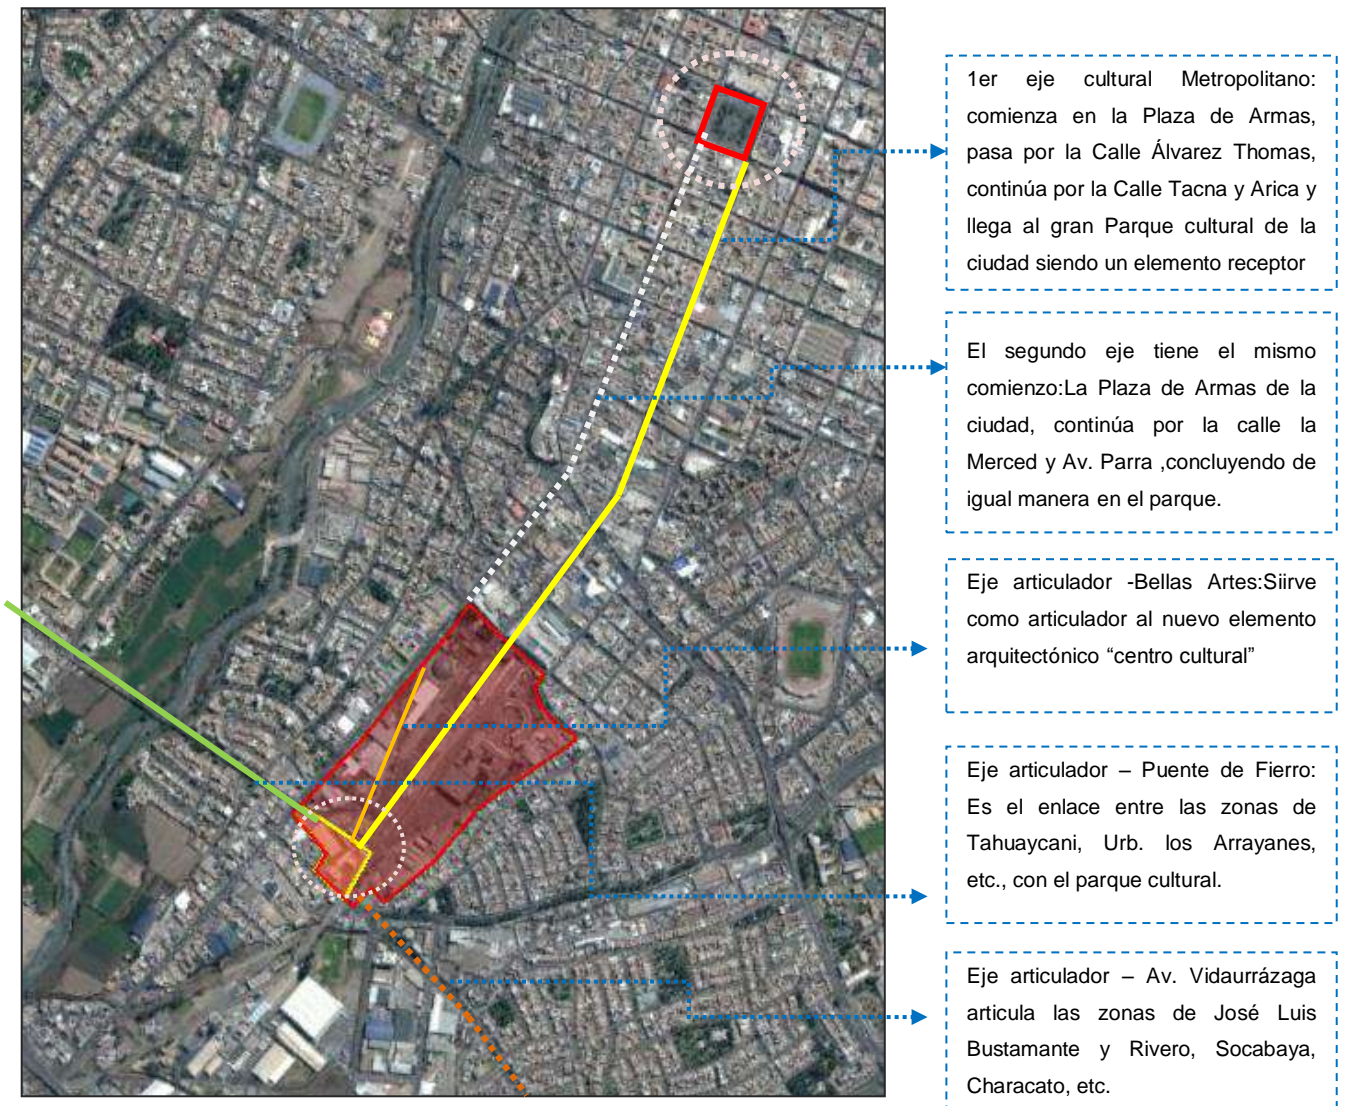 1er eje cultural Metropolitano:
comienza en la Plaza de Armas,
pasa por la Calle Álvarez Thomas,
continúa por la Calle Tacna y Arica y
llega al gran Parque cultural de la
ciudad siendo un elemento receptor
El segundo eje tiene el mismo
comienzo:La Plaza de Armas de la
ciudad, continúa por la calle la
Merced y Av. Parra ,concluyendo de
igual manera en el parque.
Eje articulador -Bellas Artes:Siirve
como articulador al nuevo elemento
arquitectónico “centro cultural”
Eje articulador – Puente de Fierro:
Es el enlace entre las zonas de
Tahuaycani, Urb. los Arrayanes,
etc., con el parque cultural.
Eje articulador – Av. Vidaurrázaga
articula las zonas de José Luis
Bustamante y Rivero, Socabaya,
Characato, etc.